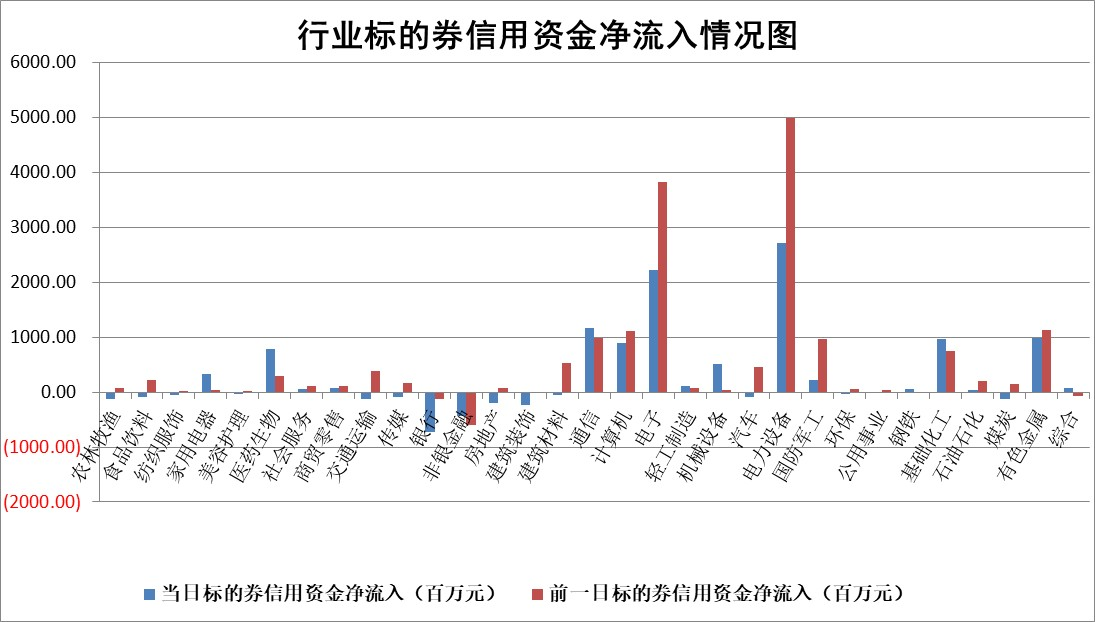 行业标的券信用资金净流入情况图
6000.00
5000.00
4000.00
3000.00
2000.00
1000.00
0.00
(1000.00)
(2000.00)
农林牧渔
食品饮料
纺织服饰
家用电器
美容护理
医药生物
社会服务
商贸零售
交通运输
传媒
银行
非银金融
房地产
建筑装饰
建筑材料
通信
计算机
电子
轻工制造
机械设备
汽车
电力设备
国防军工
环保
公用事业
钢铁
基础化工
石油石化
煤炭
有色金属
综合
当日标的券信用资金净流入（百万元）
前一日标的券信用资金净流入（百万元）